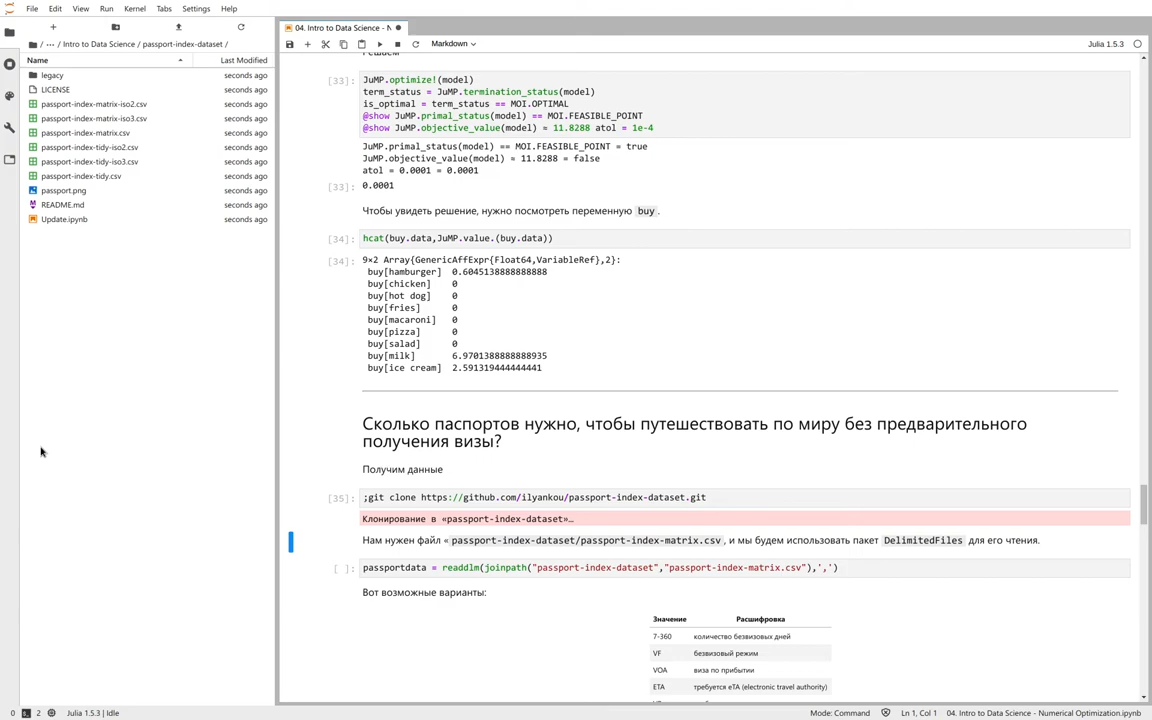 File Edit View Run Kernel Tabs Settings Help
04. Intro to Data Science - N
/ ··· / Intro to Data Science / passport-index-dataset /
Markdown
Julia 1.5.3
Name Last Modified
legacy seconds ago
LICENSE seconds ago
passport-index-matrix-iso2.csv seconds ago
passport-index-matrix-iso3.csv seconds ago
passport-index-matrix.csv seconds ago
passport-index-tidy-iso2.csv seconds ago
passport-index-tidy-iso3.csv seconds ago
passport-index-tidy.csv seconds ago
passport.png seconds ago
README.md seconds ago
Update.ipynb seconds ago
[33]: JuMP.optimize!(model)
term_status = JuMP.termination_status(model)
is_optimal = term_status == MOI.OPTIMAL
@show JuMP.primal_status(model) == MOI.FEASIBLE_POINT
@show JuMP.objective_value(model) ≈ 11.8288 atol = 1e-4
JuMP.primal_status(model) == MOI.FEASIBLE_POINT = true
JuMP.objective_value(model) ≈ 11.8288 = false
atol = 0.0001 = 0.0001
[33]: 0.0001
Чтобы увидеть решение, нужно посмотреть переменную buy.
[34]: hcat(buy.data,JuMP.value.(buy.data))
[34]: 9×2 Array{GenericAffExpr{Float64,VariableRef},2}:
buy[hamburger] 0.6045138888888888
buy[chicken] 0
buy[hot dog] 0
buy[fries] 0
buy[macaroni] 0
buy[pizza] 0
buy[salad] 0
buy[milk] 6.9701388888888935
buy[ice cream] 2.591319444444441
Сколько паспортов нужно, чтобы путешествовать по миру без предварительного
получения визы?
Получим данные
[35]: ;git clone https://github.com/ilyankou/passport-index-dataset.git
Клонирование в «passport-index-dataset»…
Нам нужен файл « passport-index-dataset/passport-index-matrix.csv, и мы будем использовать пакет DelimitedFiles для его чтения.
[ ]: passportdata = readdlm(joinpath("passport-index-dataset","passport-index-matrix.csv"),',')
Вот возможные варианты:
Значение Расшифровка
7-360 количество безвизовых дней
VF безвизовый режим
VOA виза по прибытии
ETA требуется eTA (electronic travel authority)
0 2 Julia 1.5.3 | Idle Mode: Command Ln 1, Col 1 04. Intro to Data Science - Numerical Optimization.ipynb